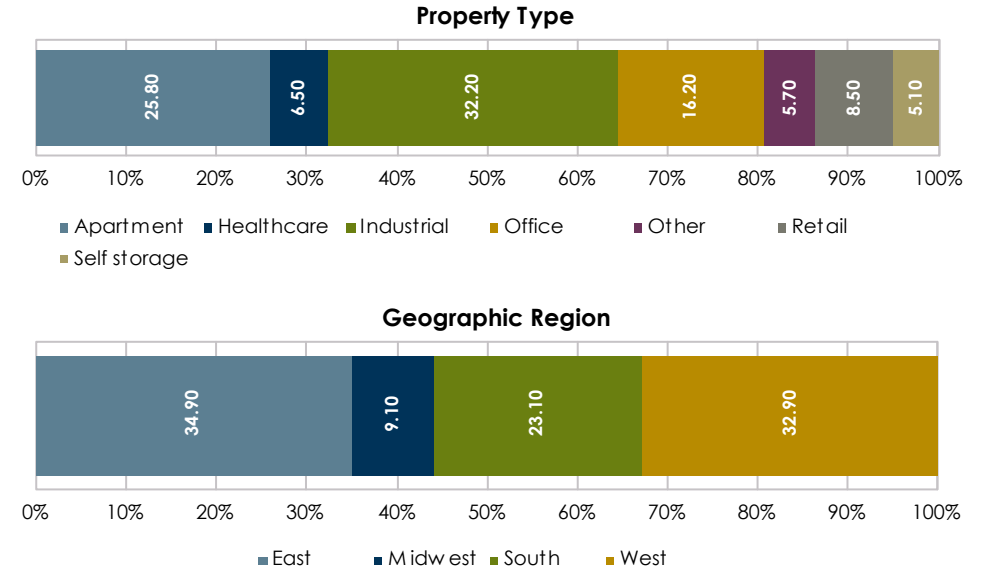 Property Type
25.80 6.50 32.20 16.20 5.70 8.50 5.10
0% 10% 20% 30% 40% 50% 60% 70% 80% 90% 100%
Apartment Healthcare Industrial Office Other Retail
Self storage
Geographic Region
34.90 9.10 23.10 32.90
0% 10% 20% 30% 40% 50% 60% 70% 80% 90% 100%
East Midwest South West